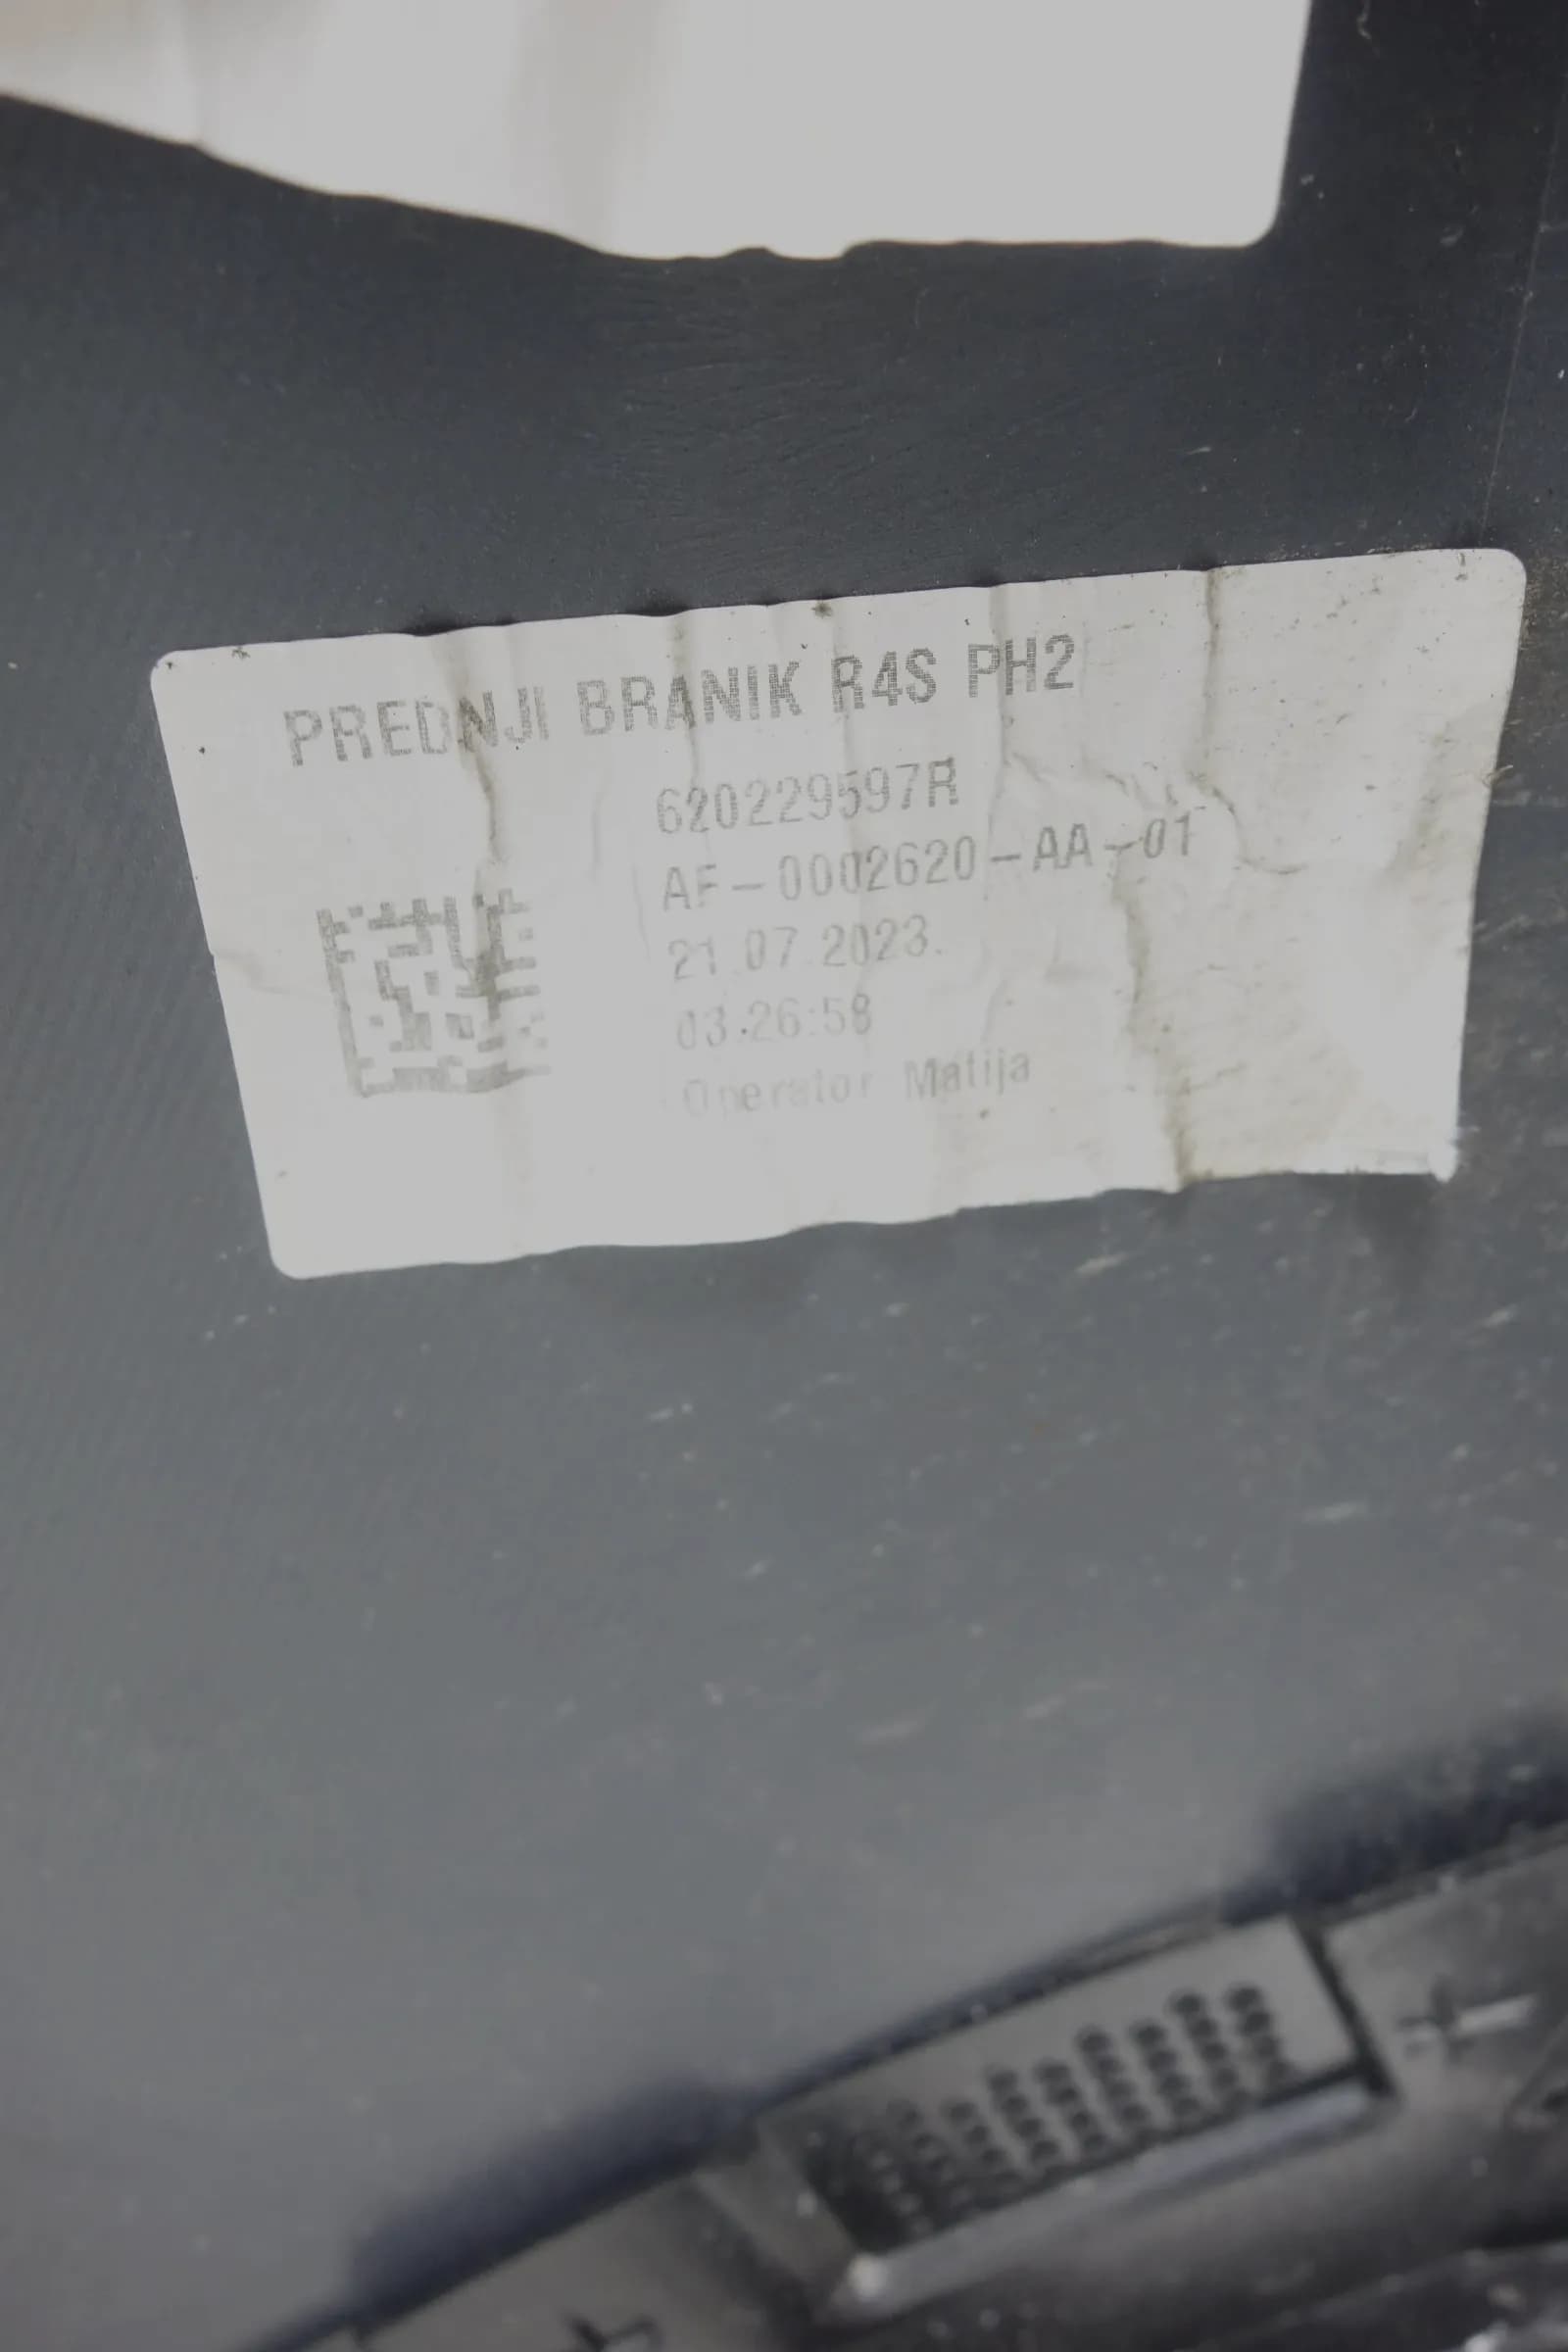 PREDNJI BRANIK R4S PH2
620229597R
AF-0002620-AA-01
21.07.2023.
03:26:58
Operator Matija